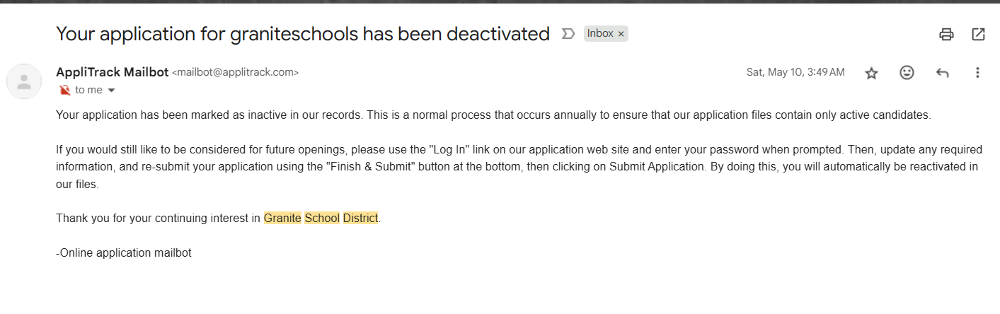 Your application for graniteschools has been deactivated Inbox ×
AppliTrack Mailbot <mailbot@applitrack.com> Sat, May 10, 3:49 AM
to me
Your application has been marked as inactive in our records. This is a normal process that occurs annually to ensure that our application files contain only active candidates.
If you would still like to be considered for future openings, please use the "Log In" link on our application web site and enter your password when prompted. Then, update any required
information, and re-submit your application using the "Finish & Submit" button at the bottom, then clicking on Submit Application. By doing this, you will automatically be reactivated in
our files.
Thank you for your continuing interest in Granite School District.
-Online application mailbot